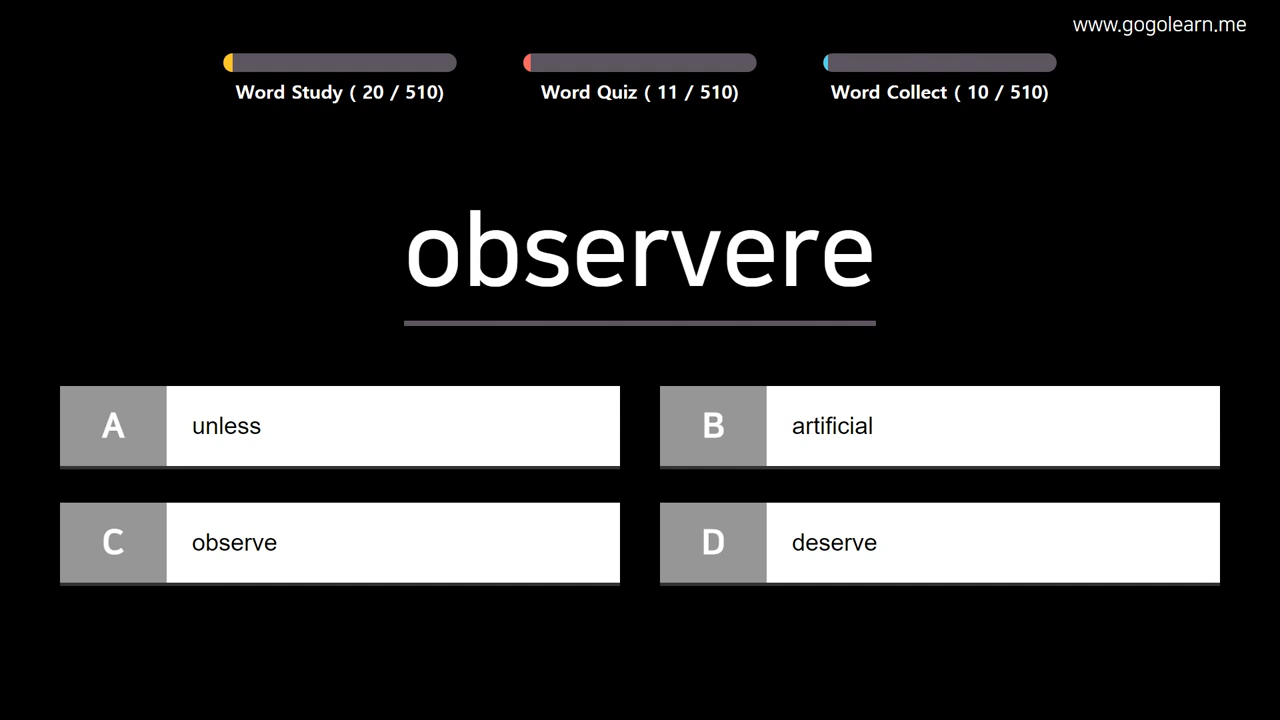 www.gogolearn.me
Word Study ( 20 / 510)
Word Quiz ( 11 / 510)
Word Collect ( 10 / 510)
observere
A unless
B artificial
C observe
D deserve